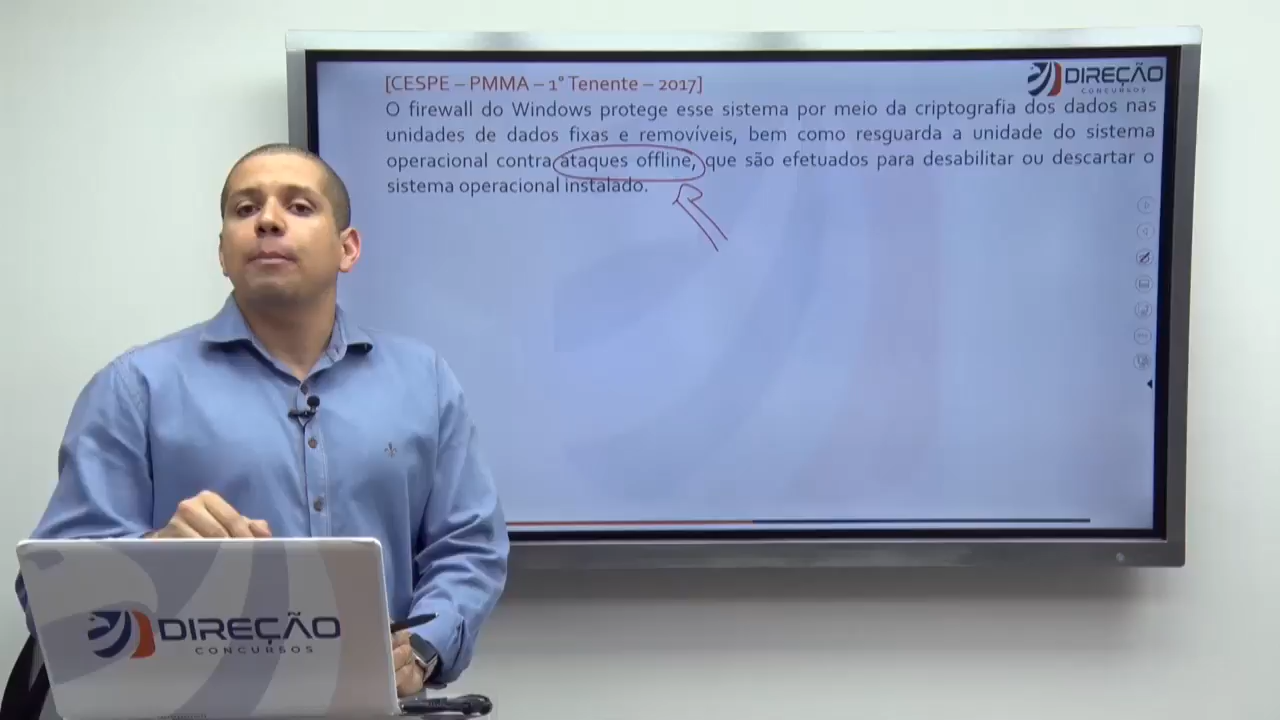 [CESPE – PMMA – 1° Tenente – 2017]
DIREÇÃO
CONCURSOS
O firewall do Windows protege esse sistema por meio da criptografia dos dados nas
unidades de dados fixas e removíveis, bem como resguarda a unidade do sistema
operacional contra ataques offline, que são efetuados para desabilitar ou descartar o
sistema operacional instalado.
DIREÇÃO
CONCURSOS